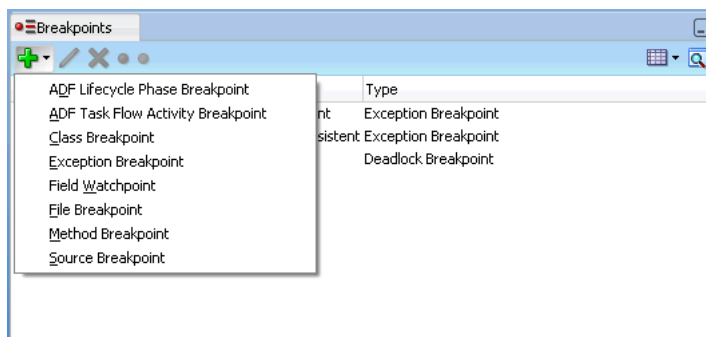 Breakpoints
ADF Lifecycle Phase Breakpoint
ADF Task Flow Activity Breakpoint
Class Breakpoint
Exception Breakpoint
Field Watchpoint
File Breakpoint
Method Breakpoint
Source Breakpoint
Type
nt Exception Breakpoint
sistent Exception Breakpoint
Deadlock Breakpoint